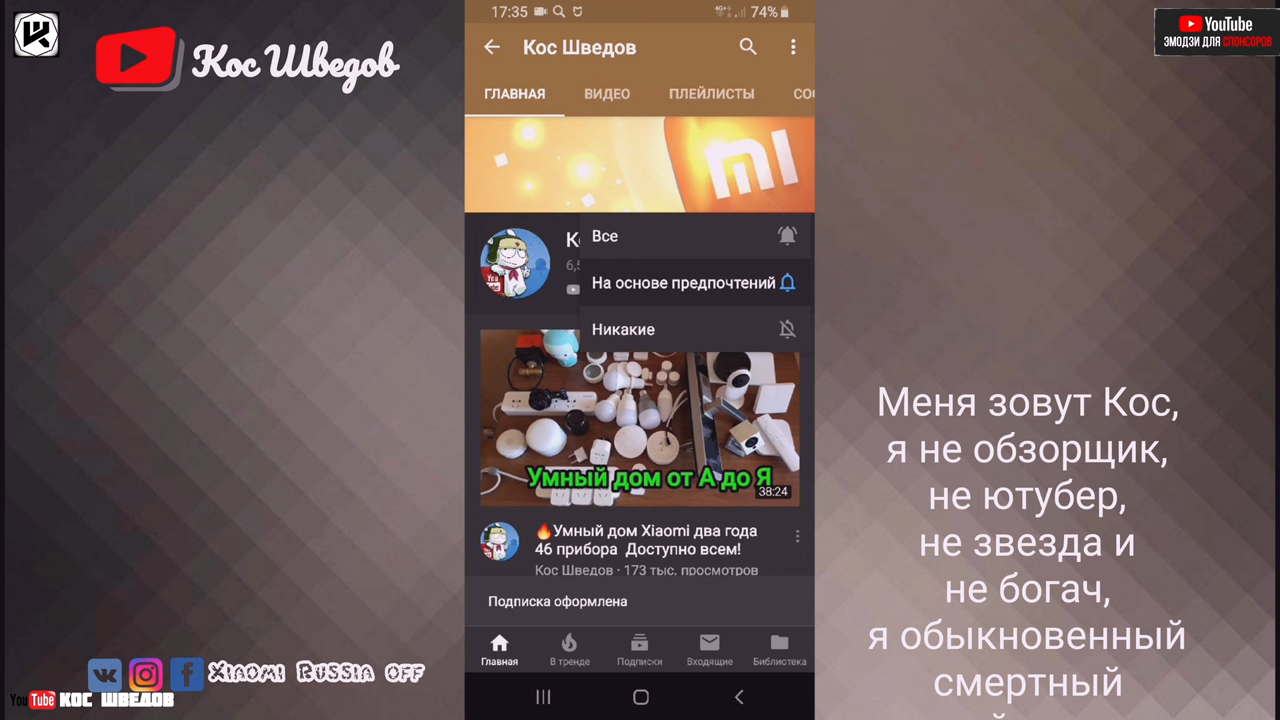 Кос Шведов
YouTube
ЭМОДЗИ ДЛЯ СПОНСОРОВ
17:35
4G+
74%
Кос Шведов
ГЛАВНАЯ ВИДЕО ПЛЕЙЛИСТЫ СОО
mi
Все
На основе предпочтений
Никакие
Умный дом от А до Я
38:24
🔥Умный дом Xiaomi два года
46 прибора Доступно всем!
Кос Шведов · 173 тыс. просмотров
Подписка оформлена
Главная В тренде Подписки Входящие Библиотека
Меня зовут Кос,
я не обзорщик,
не ютубер,
не звезда и
не богач,
я обыкновенный
смертный
Xiaomi Russia off
YouTube КОС ШВЕДОВ